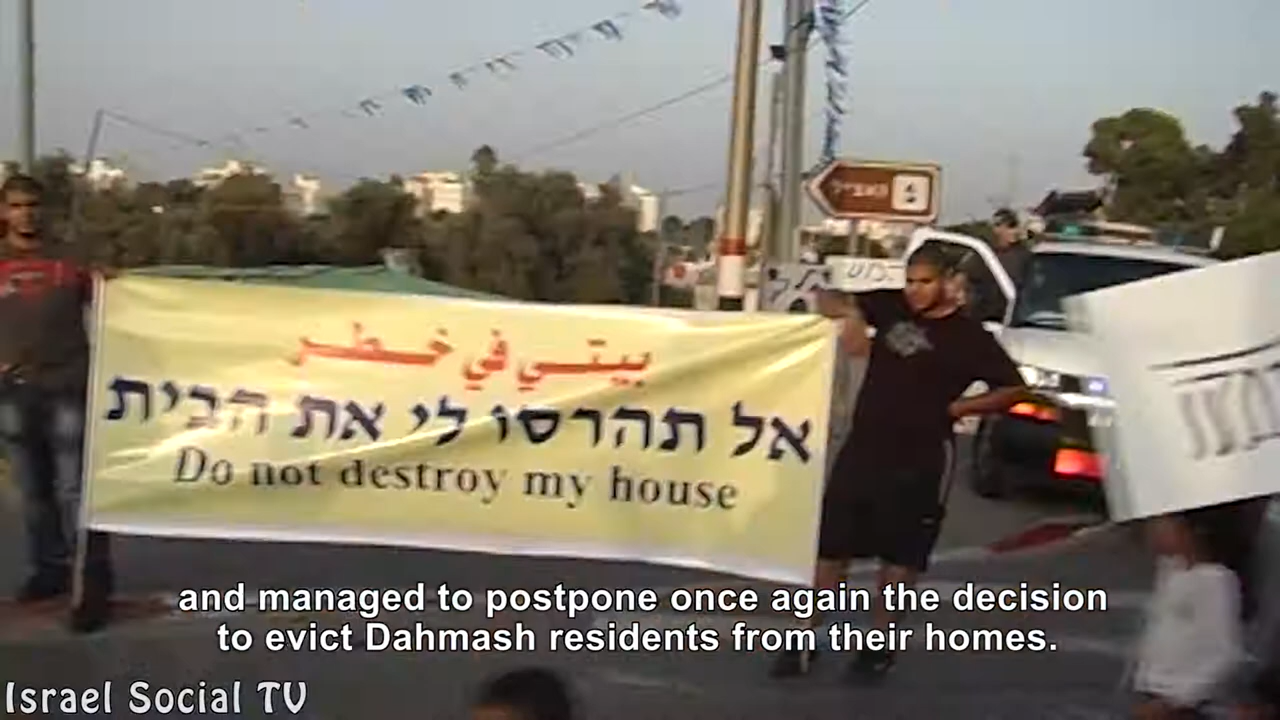 بيتي في خطر
אל תהרסו לי את הבית
Do not destroy my house
and managed to postpone once again the decision
to evict Dahmash residents from their homes.
Israel Social TV